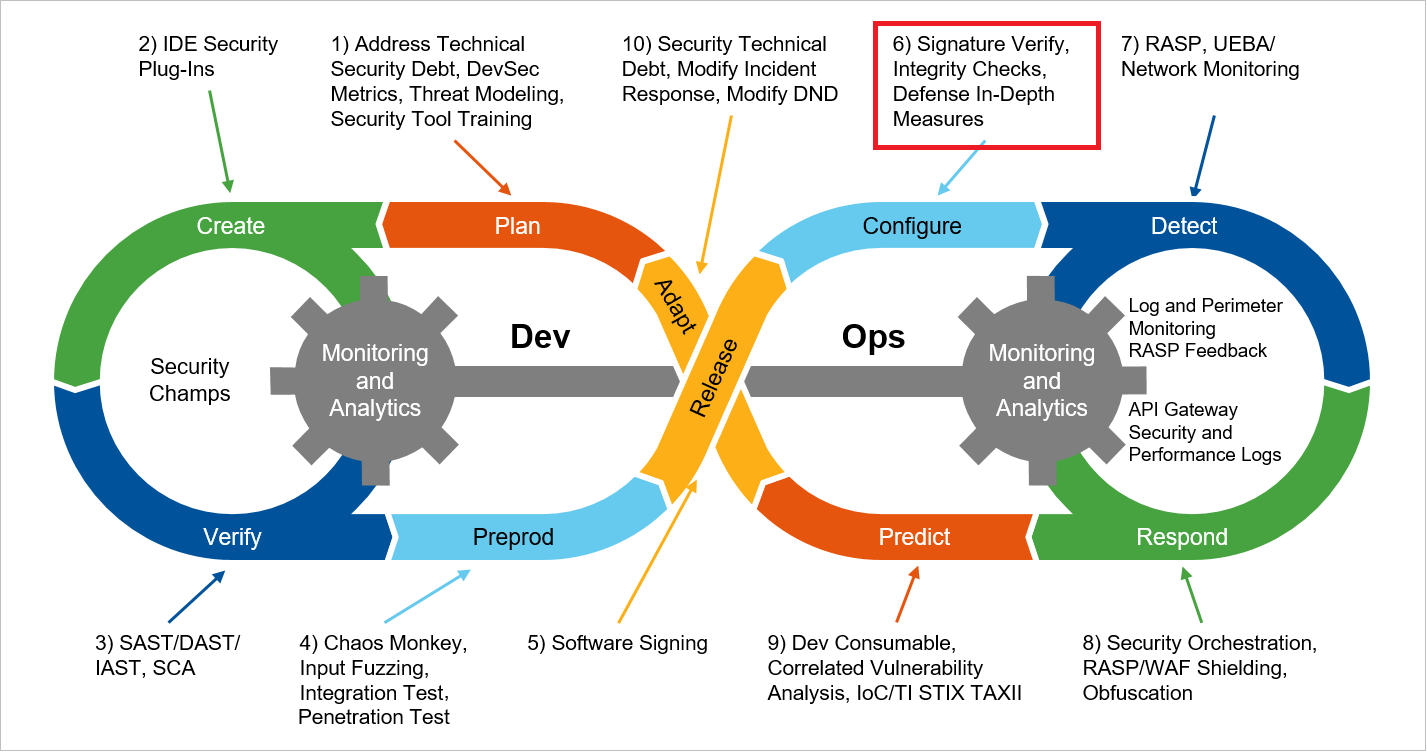 2) IDE Security
Plug-Ins
1) Address Technical
Security Debt, DevSec
Metrics, Threat Modeling,
Security Tool Training
10) Security Technical
Debt, Modify Incident
Response, Modify DND
6) Signature Verify,
Integrity Checks,
Defense In-Depth
Measures
7) RASP, UEBA/
Network Monitoring
Create
Plan
Adapt
Release
Configure
Detect
Security
Champs
Monitoring
and
Analytics
Dev
Ops
Monitoring
and
Analytics
Log and Perimeter
Monitoring
RASP Feedback
API Gateway
Security and
Performance Logs
Verify
Preprod
Predict
Respond
3) SAST/DAST/
IAST, SCA
4) Chaos Monkey,
Input Fuzzing,
Integration Test,
Penetration Test
5) Software Signing
9) Dev Consumable,
Correlated Vulnerability
Analysis, IoC/TI STIX TAXII
8) Security Orchestration,
RASP/WAF Shielding,
Obfuscation